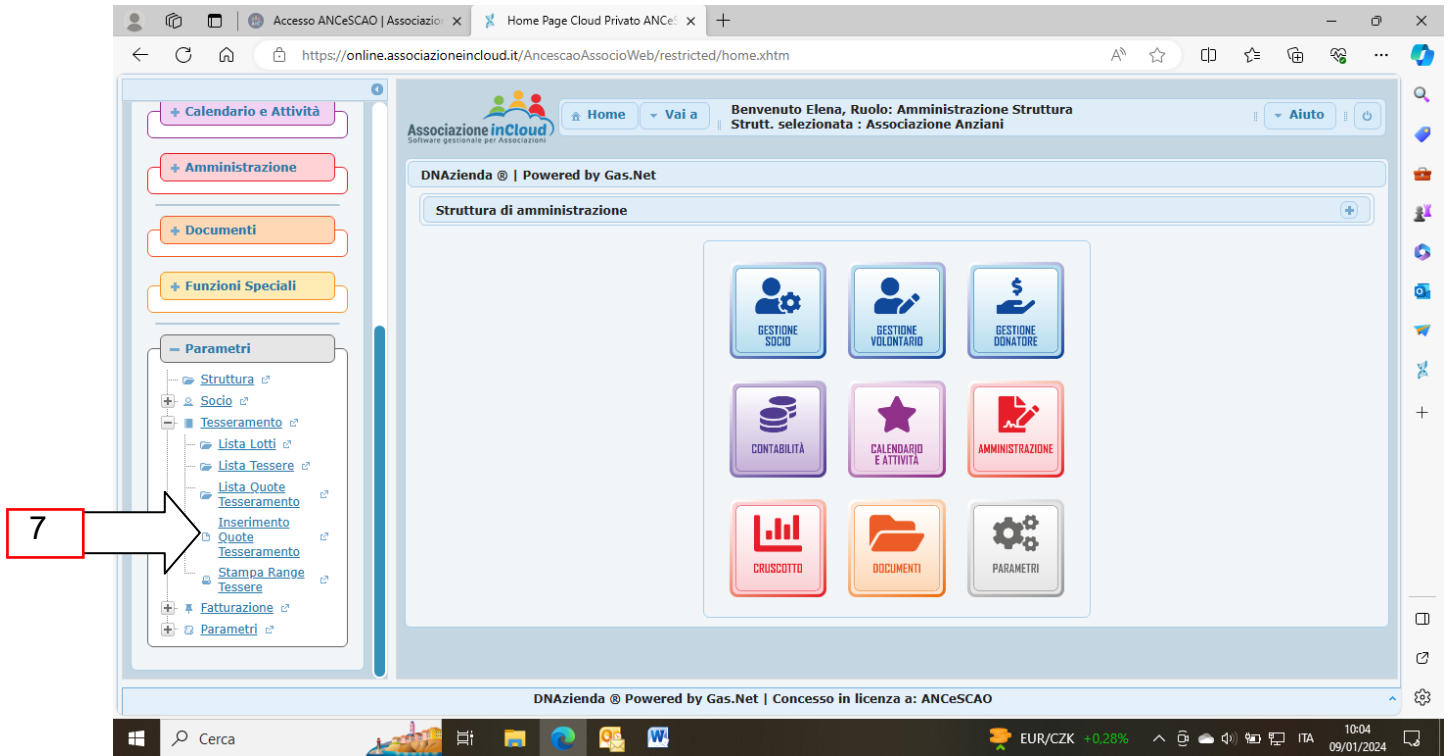 Accesso ANCeSCAO | Associazion
Home Page Cloud Privato ANCeS
https://online.associazioneincloud.it/AncescaoAssocioWeb/restricted/home.xhtm
+ Calendario e Attività
+ Amministrazione
+ Documenti
+ Funzioni Speciali
− Parametri
Struttura
Socio
Tesseramento
Lista Lotti
Lista Tessere
Lista Quote
Tesseramento
Inserimento
Quote
Tesseramento
Stampa Range
Tessere
Fatturazione
Parametri
7
Associazione inCloud
Software gestionale per Associazioni
Home
Vai a
Benvenuto Elena, Ruolo: Amministrazione Struttura
Strutt. selezionata : Associazione Anziani
Aiuto
DNAzienda ® | Powered by Gas.Net
Struttura di amministrazione
GESTIONE
SOCIO
GESTIONE
VOLONTARIO
GESTIONE
DONATORE
CONTABILITÀ
CALENDARIO
E ATTIVITÀ
AMMINISTRAZIONE
CRUSCOTTO
DOCUMENTI
PARAMETRI
DNAzienda ® Powered by Gas.Net | Concesso in licenza a: ANCeSCAO
Cerca
EUR/CZK +0,28%
ITA
10:04
09/01/2024